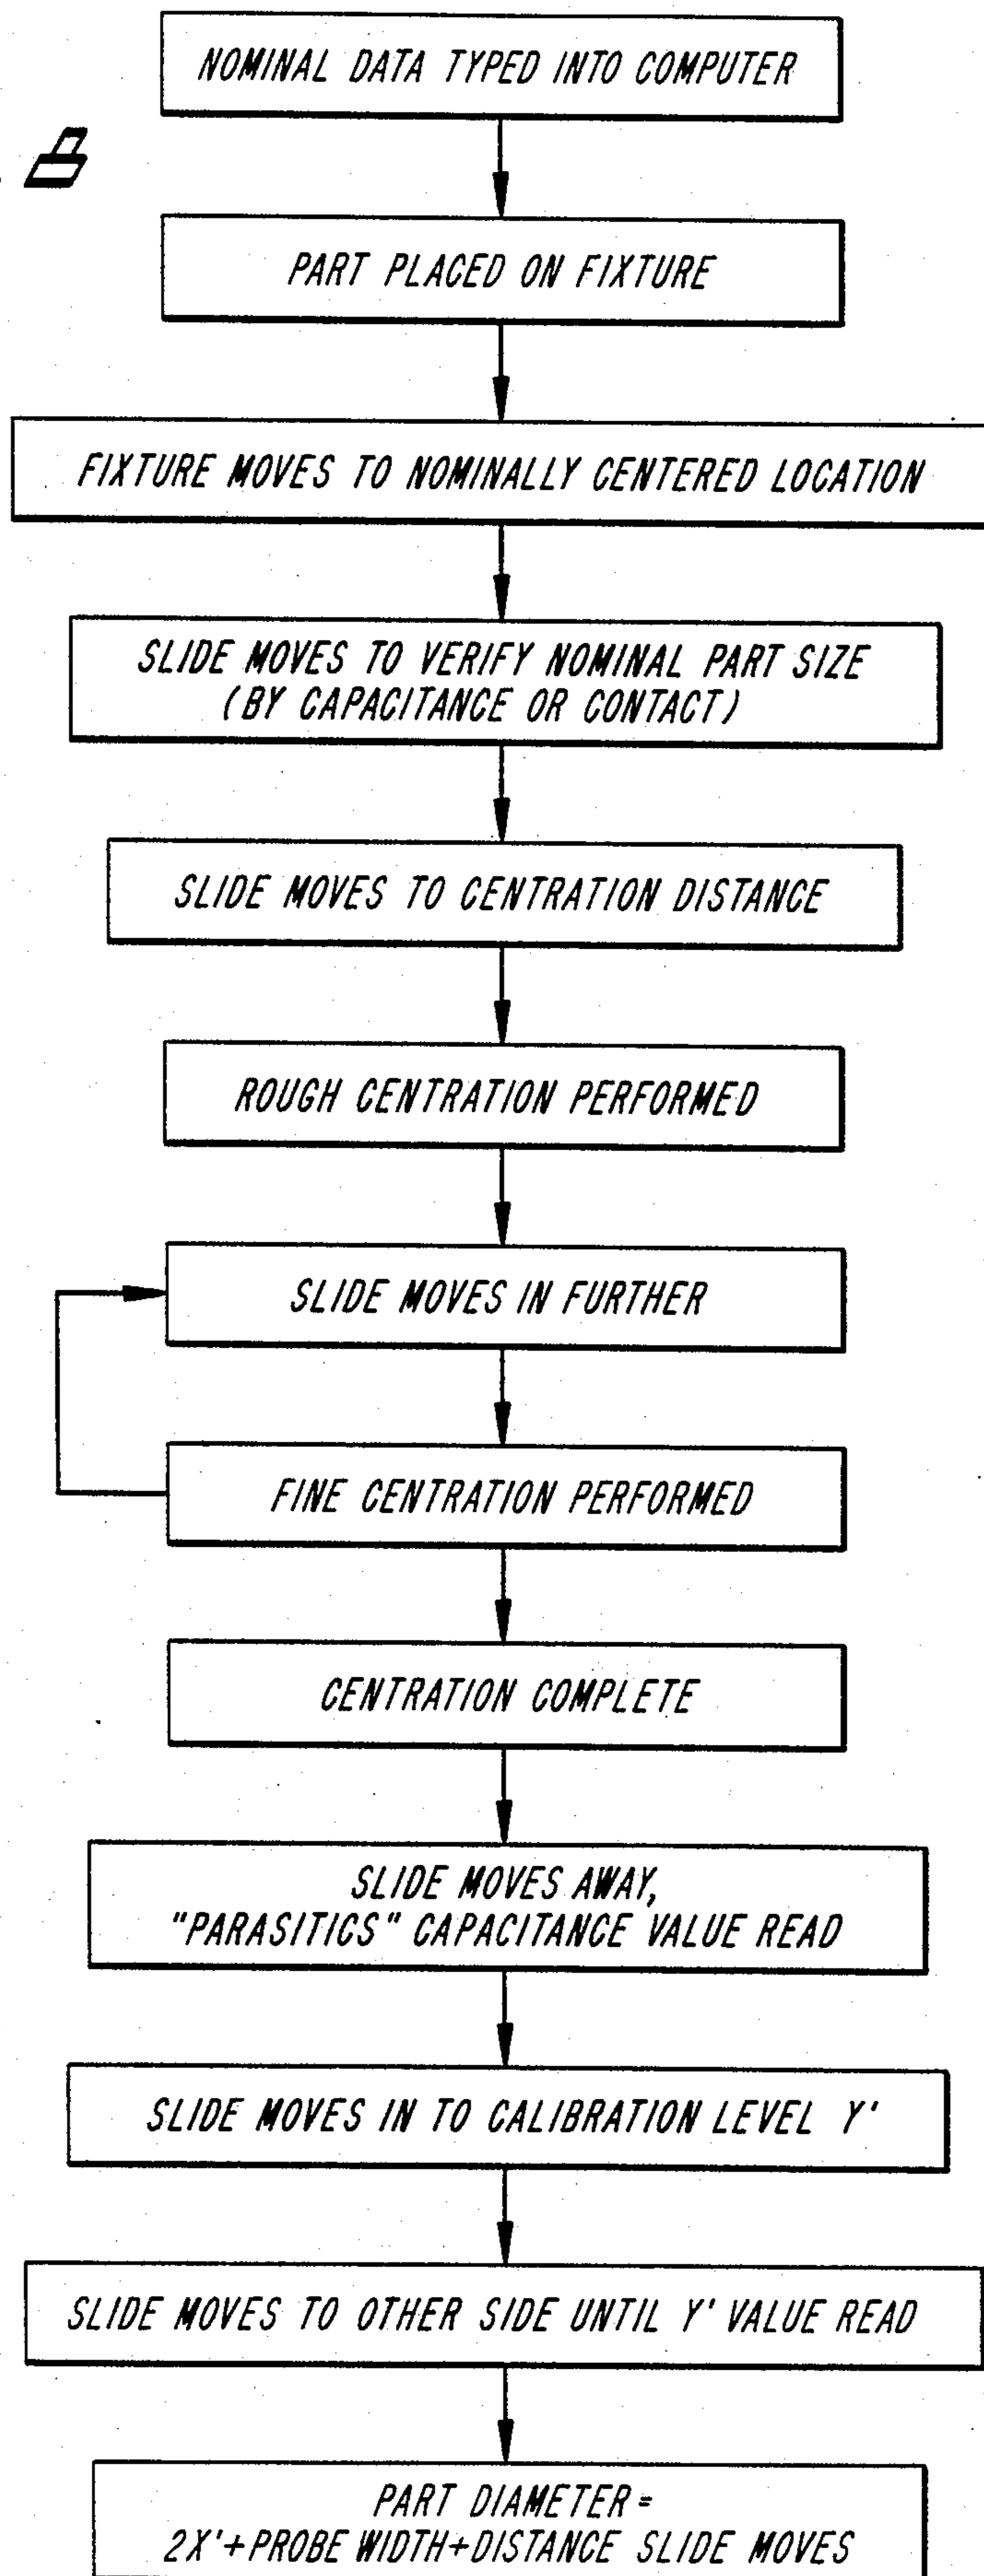 NOMINAL DATA TYPED INTO COMPUTER
PART PLACED ON FIXTURE
FIXTURE MOVES TO NOMINALLY CENTERED LOCATION
SLIDE MOVES TO VERIFY NOMINAL PART SIZE
(BY CAPACITANCE OR CONTACT)
SLIDE MOVES TO CENTRATION DISTANCE
ROUGH CENTRATION PERFORMED
SLIDE MOVES IN FURTHER
FINE CENTRATION PERFORMED
CENTRATION COMPLETE
SLIDE MOVES AWAY,
"PARASITICS" CAPACITANCE VALUE READ
SLIDE MOVES IN TO CALIBRATION LEVEL Y'
SLIDE MOVES TO OTHER SIDE UNTIL Y' VALUE READ
PART DIAMETER=
2X'+PROBE WIDTH+DISTANCE SLIDE MOVES